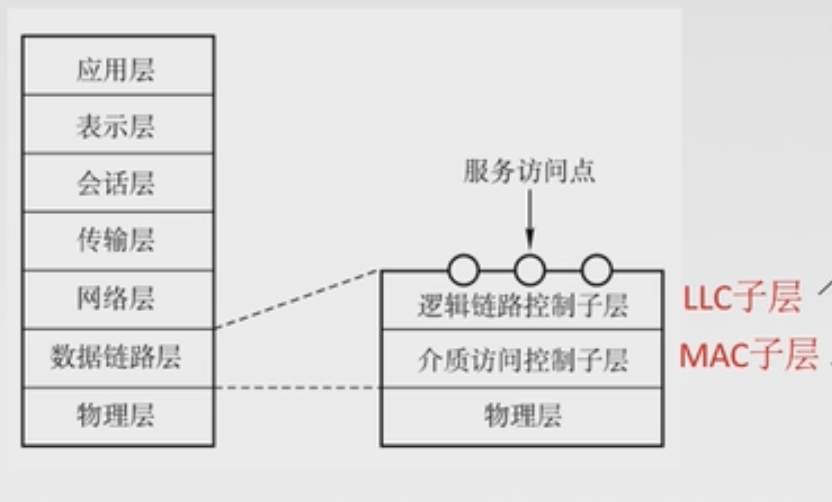 应用层
表示层
会话层
传输层
网络层
数据链路层
物理层
服务访问点
逻辑链路控制子层
介质访问控制子层
物理层
LLC子层
MAC子层